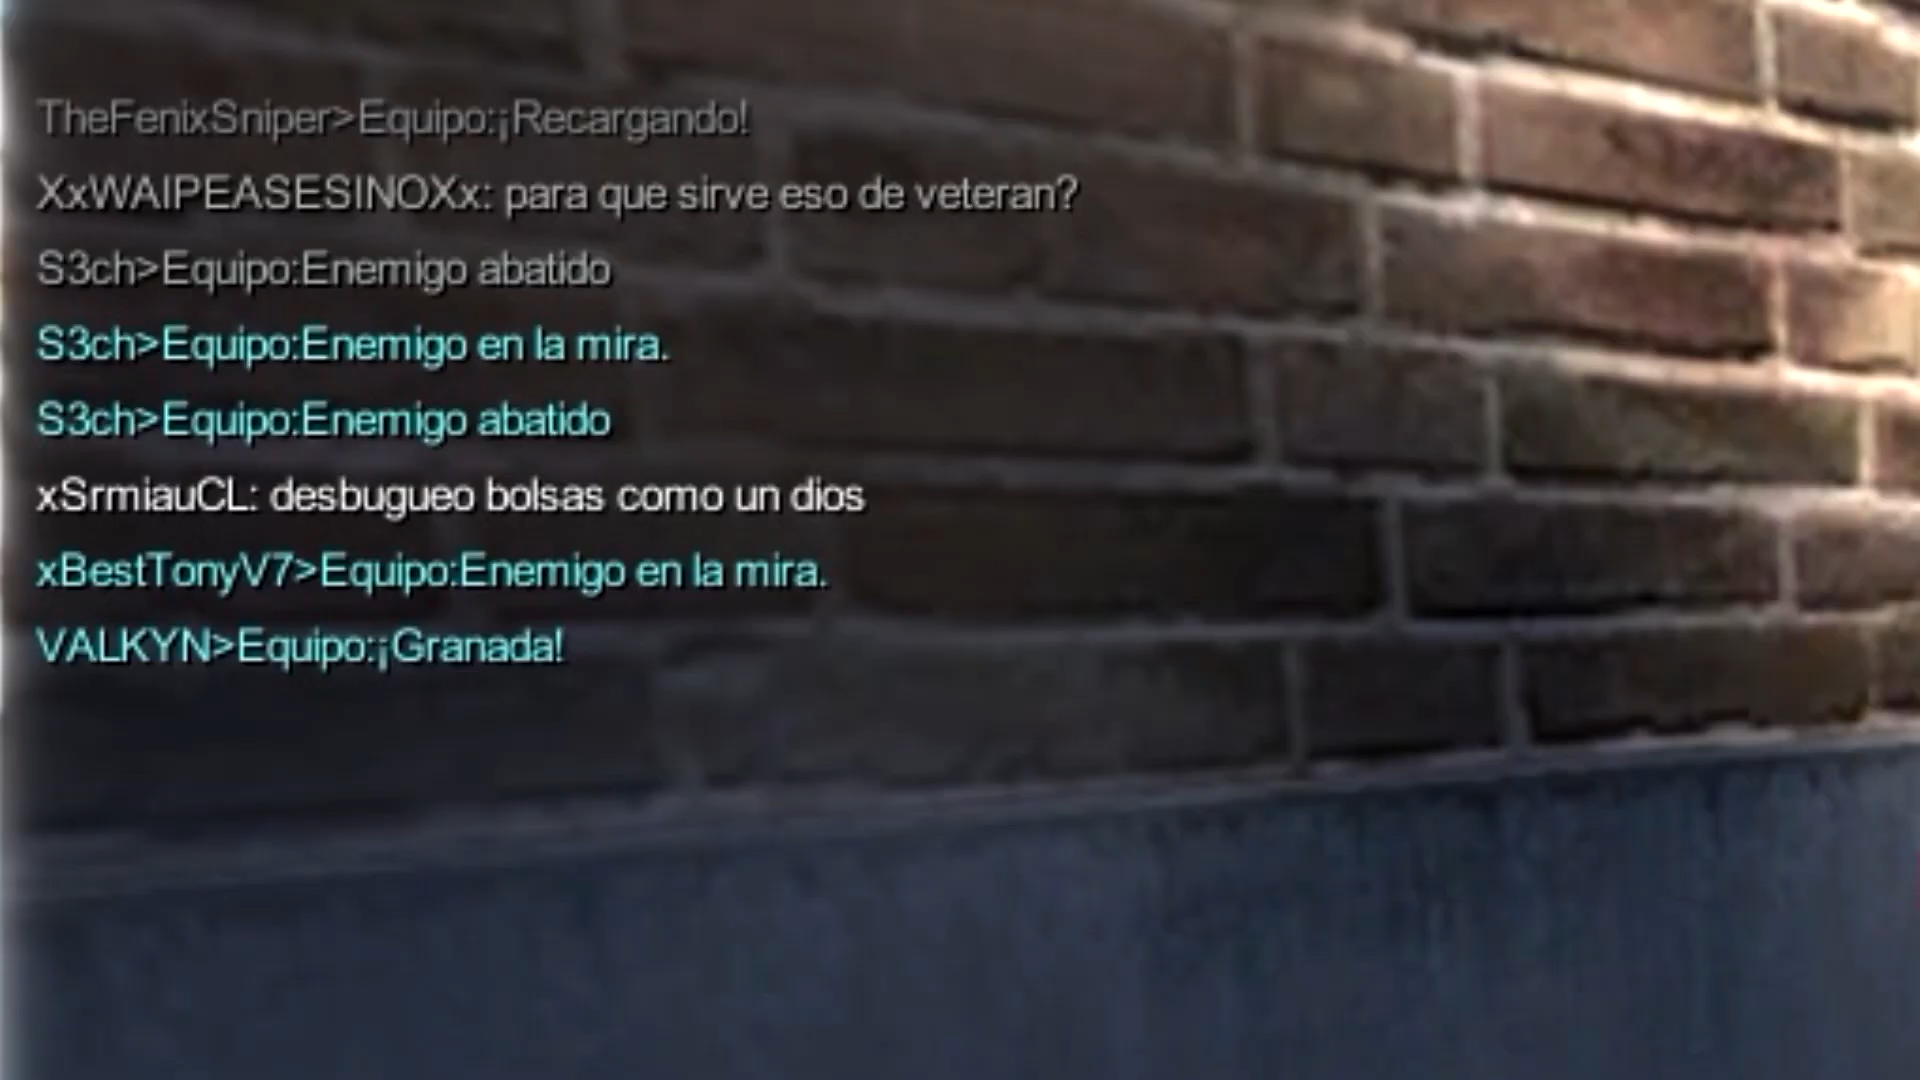 TheFenixSniper>Equipo:¡Recargando!
XxWAIPEASESINOXx: para que sirve eso de veteran?
S3ch>Equipo:Enemigo abatido
S3ch>Equipo:Enemigo en la mira.
S3ch>Equipo:Enemigo abatido
xSrmiauCL: desbugueo bolsas como un dios
xBestTonyV7>Equipo:Enemigo en la mira.
VALKYN>Equipo:¡Granada!